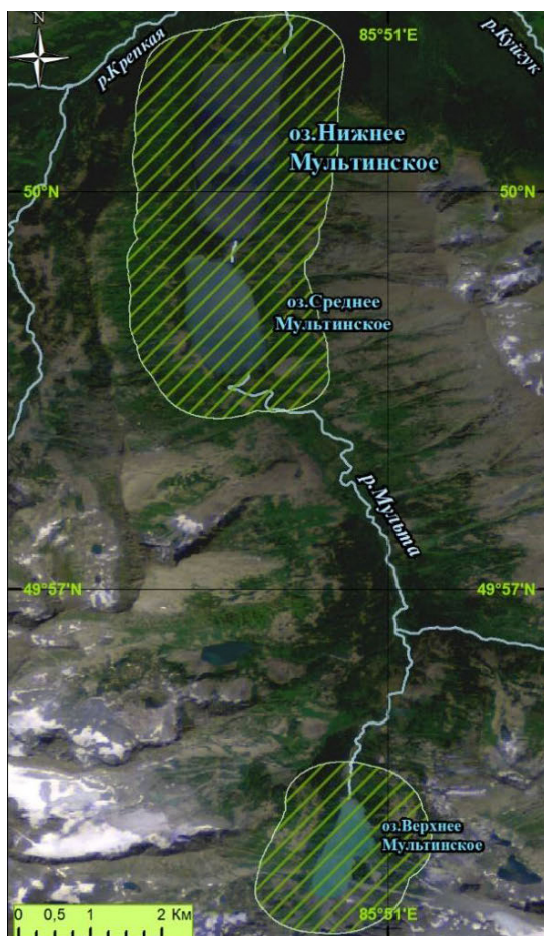 N
85°51'E
р.Крепкая
р.Куйгук
оз.Нижнее
Мультинское
50°N
50°N
оз.Среднее
Мультинское
р.Мульта
49°57'N
49°57'N
оз.Верхнее
Мультинское
85°51'E
0 0,5 1 2 Км